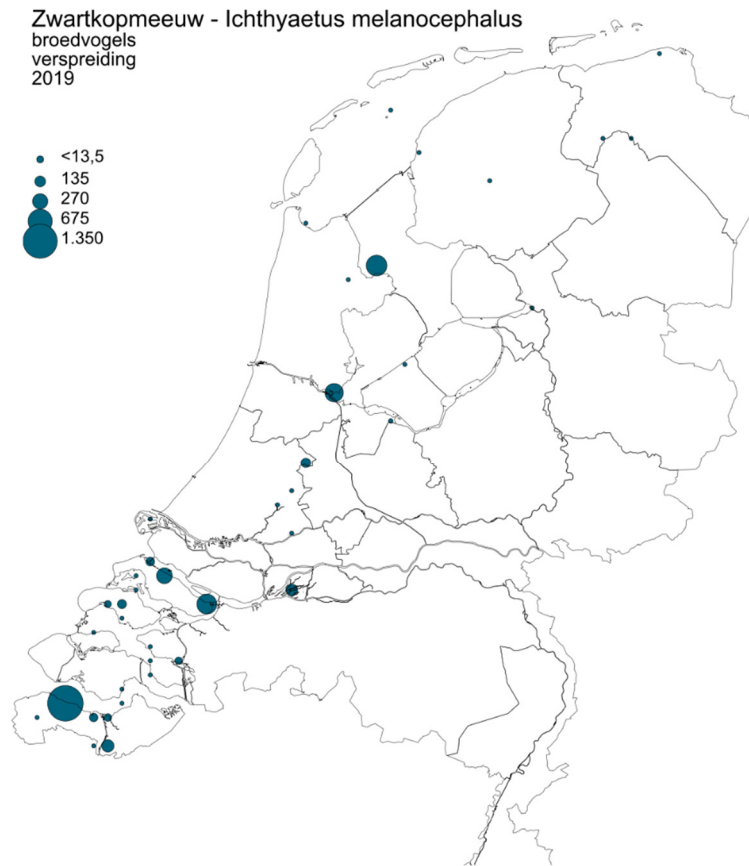 Zwartkopmeeuw - Ichthyaetus melanocephalus
broedvogels
verspreiding
2019
<13,5
135
270
675
1.350